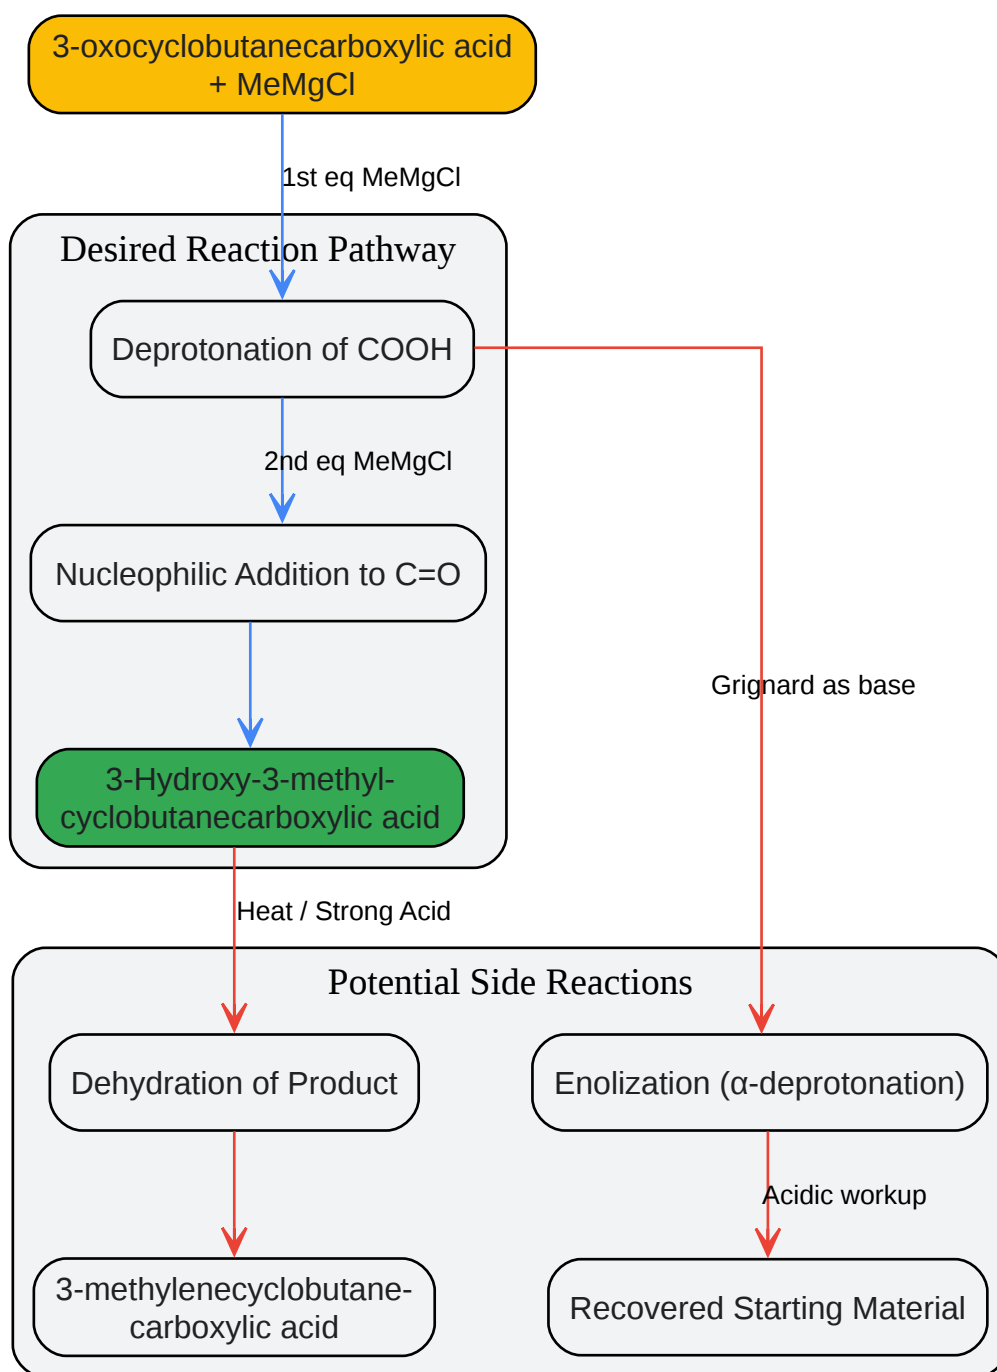 3-oxocyclobutanecarboxylic acid
+ MeMgCl
1st eq MeMgCl
Desired Reaction Pathway
Deprotonation of COOH
2nd eq MeMgCl
Nucleophilic Addition to C=O
Grignard as base
3-Hydroxy-3-methyl-
cyclobutanecarboxylic acid
Heat / Strong Acid
Potential Side Reactions
Dehydration of Product
Enolization (α-deprotonation)
Acidic workup
3-methylenecyclobutane-
carboxylic acid
Recovered Starting Material